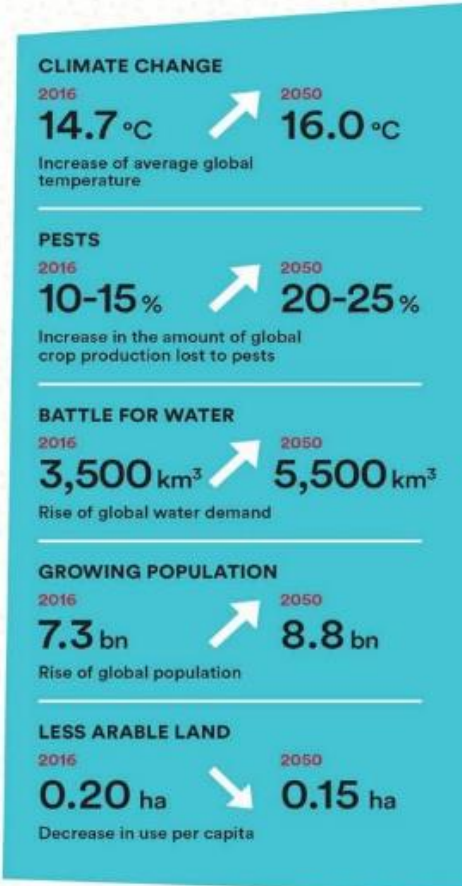 CLIMATE CHANGE
2016 2050
14.7 °C 16.0 °C
Increase of average global
temperature
PESTS
2016 2050
10-15 % 20-25 %
Increase in the amount of global
crop production lost to pests
BATTLE FOR WATER
2016 2050
3,500 km³ 5,500 km³
Rise of global water demand
GROWING POPULATION
2016 2050
7.3 bn 8.8 bn
Rise of global population
LESS ARABLE LAND
2016 2050
0.20 ha 0.15 ha
Decrease in use per capita